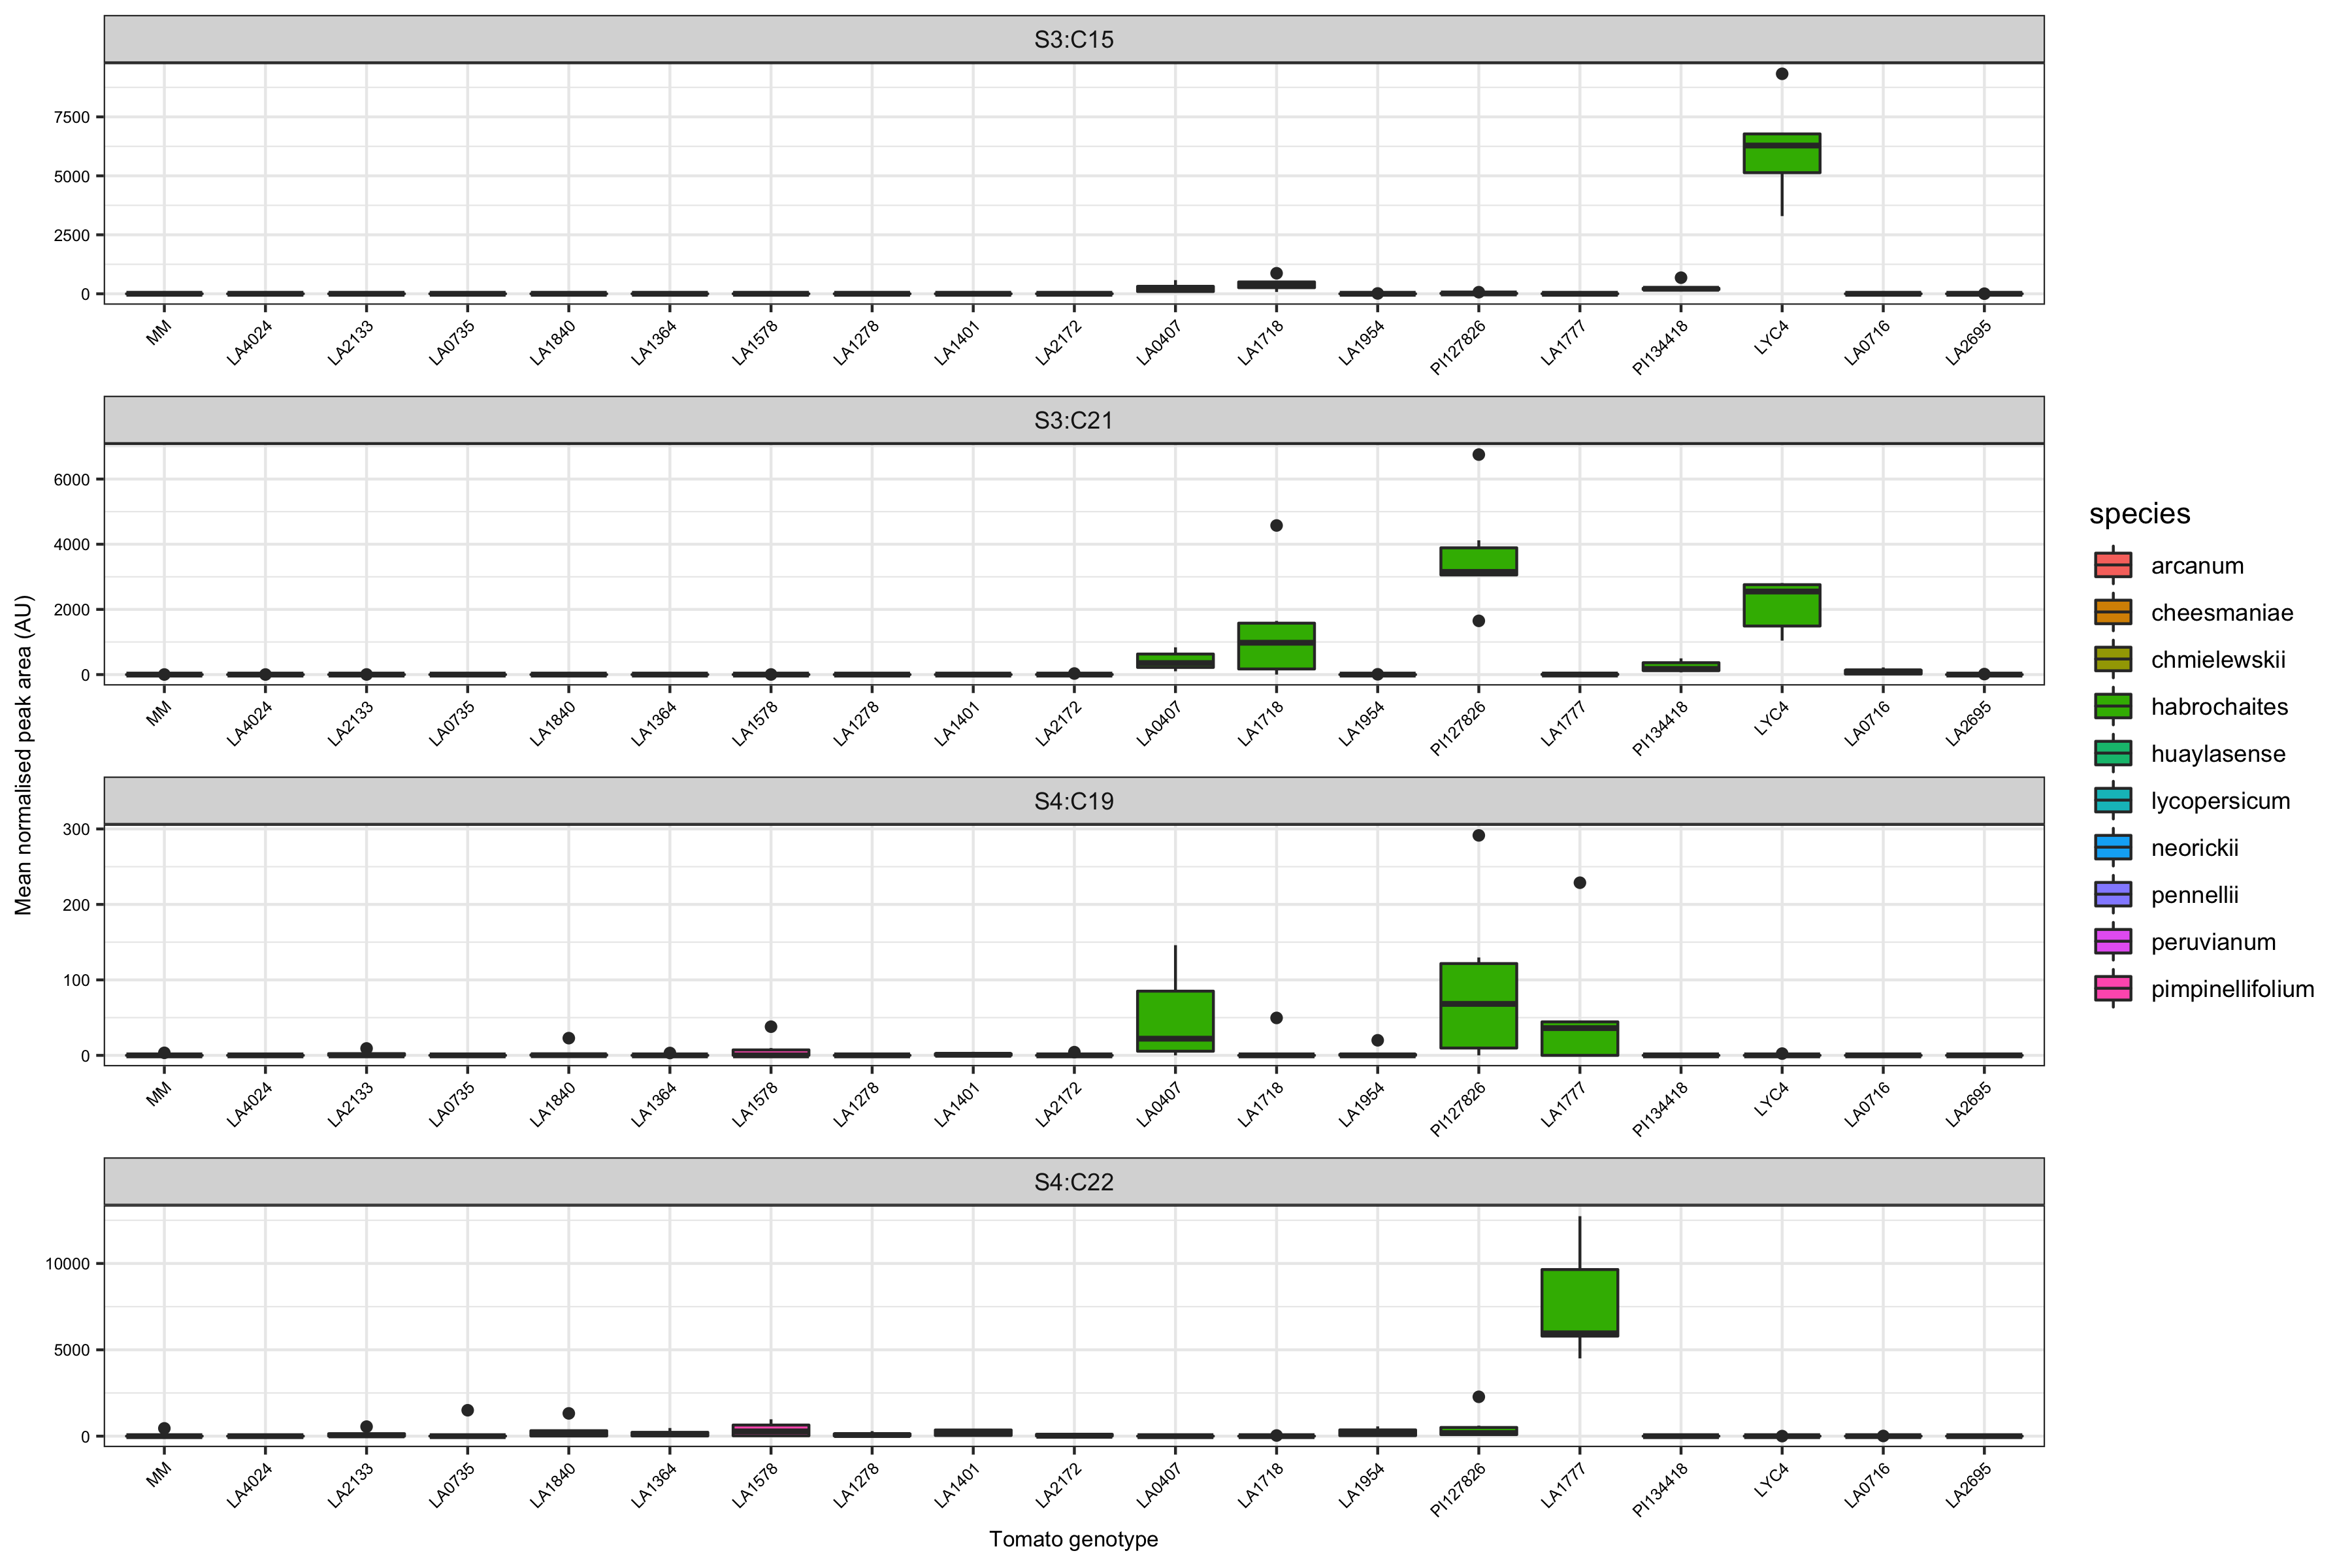 S3:C15
7500
5000
2500
0
MM LA4024 LA2133 LA0735 LA1840 LA1364 LA1578 LA1278 LA1401 LA2172 LA0407 LA1718 LA1954 PI127826 LA1777 PI134418 LYC4 LA0716 LA2695
S3:C21
6000
4000
2000
0
MM LA4024 LA2133 LA0735 LA1840 LA1364 LA1578 LA1278 LA1401 LA2172 LA0407 LA1718 LA1954 PI127826 LA1777 PI134418 LYC4 LA0716 LA2695
S4:C19
300
200
100
0
MM LA4024 LA2133 LA0735 LA1840 LA1364 LA1578 LA1278 LA1401 LA2172 LA0407 LA1718 LA1954 PI127826 LA1777 PI134418 LYC4 LA0716 LA2695
S4:C22
10000
5000
0
MM LA4024 LA2133 LA0735 LA1840 LA1364 LA1578 LA1278 LA1401 LA2172 LA0407 LA1718 LA1954 PI127826 LA1777 PI134418 LYC4 LA0716 LA2695
Tomato genotype
Mean normalised peak area (AU)
species
arcanum
cheesmaniae
chmielewskii
habrochaites
huaylasense
lycopersicum
neorickii
pennellii
peruvianum
pimpinellifolium